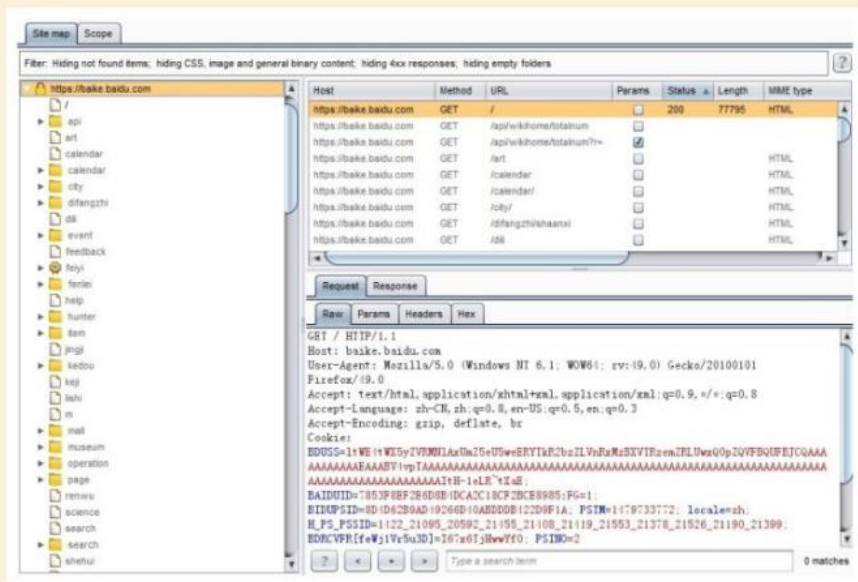 Site map Scope
Filter: Hiding not found items; hiding CSS, image and general binary content; hiding 4xx responses; hiding empty folders
?
https://baike.baidu.com
/
api
art
calendar
calendar
city
difangzhi
dili
event
feedback
feiyi
fenlei
help
hunter
item
jingji
kedou
keji
lishi
m
mall
museum
operation
page
renwu
science
search
search
shehui
Host Method URL Params Status Length MIME type
https://baike.baidu.com GET / 200 77795 HTML
https://baike.baidu.com GET /api/wikihome/totalnum
https://baike.baidu.com GET /api/wikihome/totalnum?r=
https://baike.baidu.com GET /art HTML
https://baike.baidu.com GET /calendar HTML
https://baike.baidu.com GET /calendar/ HTML
https://baike.baidu.com GET /city/ HTML
https://baike.baidu.com GET /difangzhi/shaanxi HTML
https://baike.baidu.com GET /dili HTML
Request Response
Raw Params Headers Hex
GET / HTTP/1.1
Host: baike.baidu.com
User-Agent: Mozilla/5.0 (Windows NT 6.1; WOW64; rv:49.0) Gecko/20100101
Firefox/49.0
Accept: text/html,application/xhtml+xml,application/xml;q=0.9,*/*;q=0.8
Accept-Language: zh-CN,zh;q=0.8,en-US;q=0.5,en;q=0.3
Accept-Encoding: gzip, deflate, br
Cookie:
PSTM=1479733772; locale=zh;
H_PS_PSSID=1422_21095_20592_21455_21408_21419_21553_21378_21526_21190_21399;
PSINO=2
? < + > Type a search term 0 matches